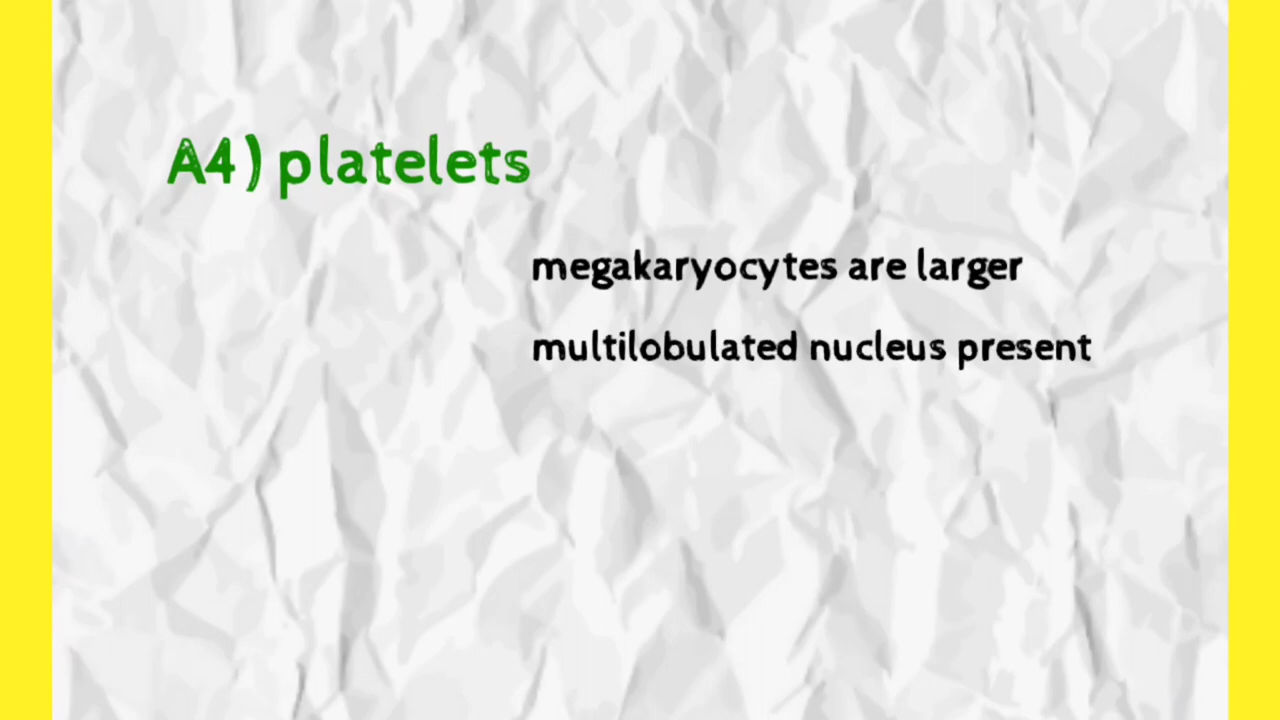 A4) platelets
megakaryocytes are larger
multilobulated nucleus present